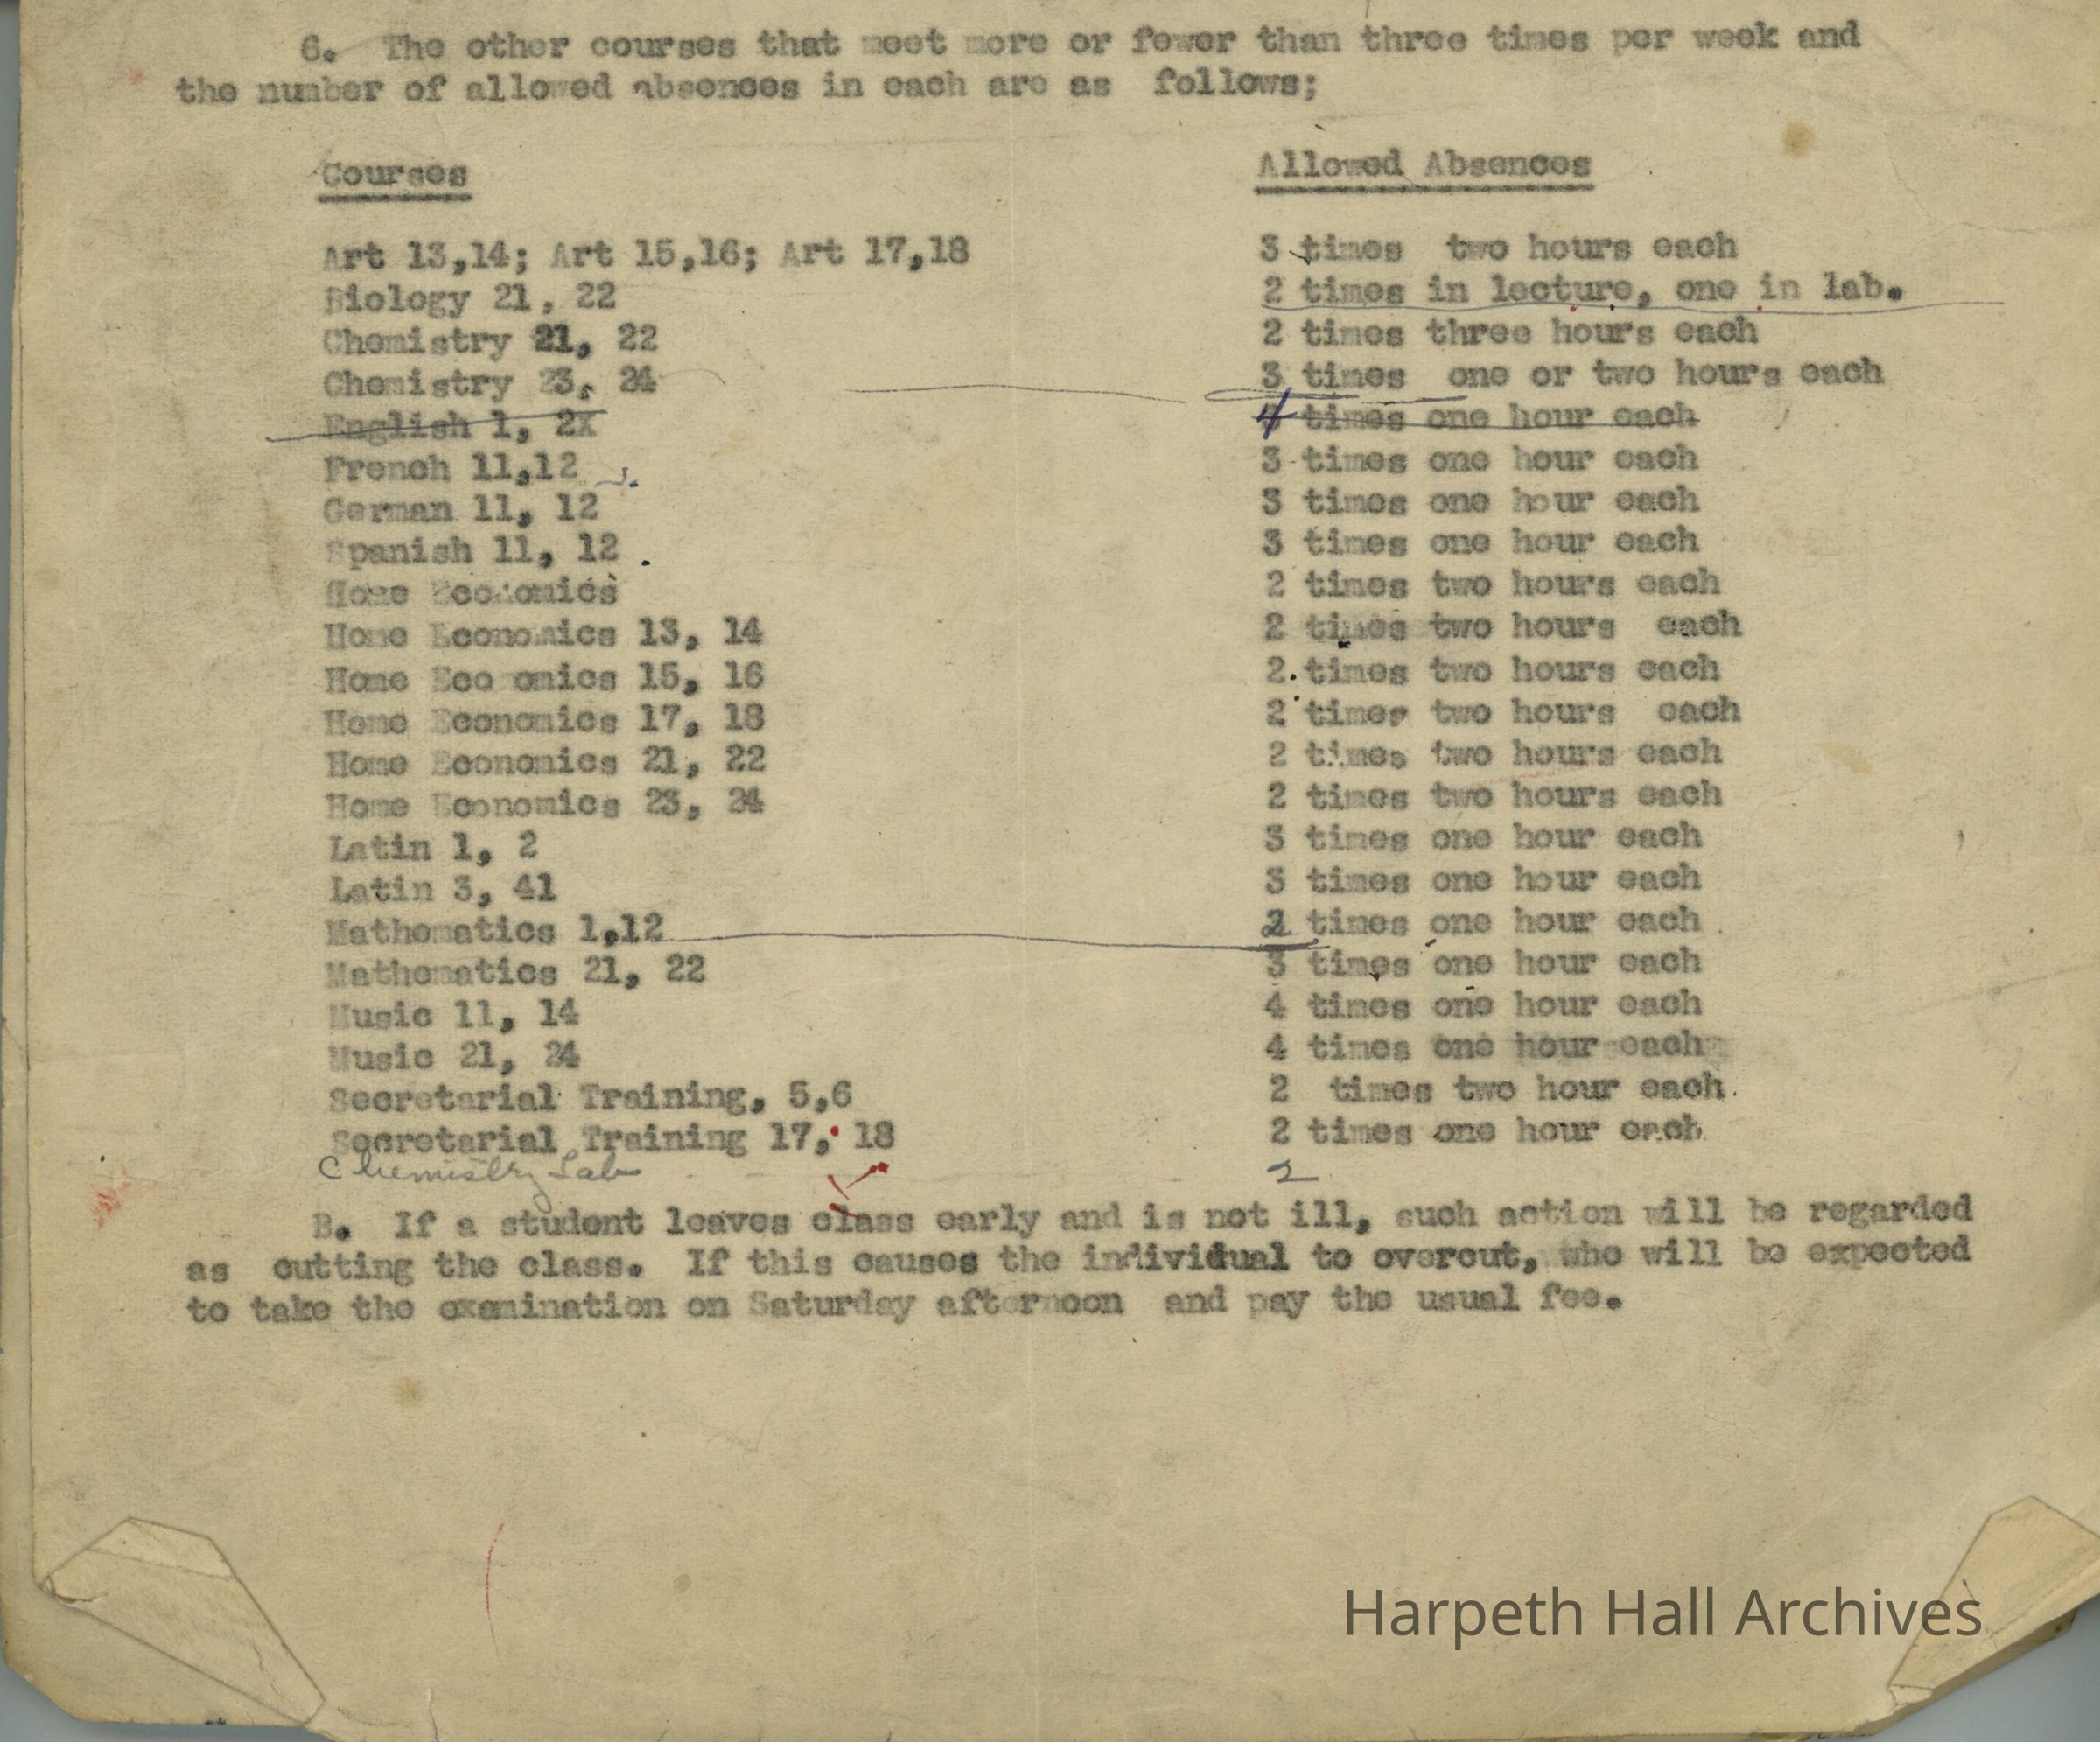 6. The other courses that meet more or fewer than three times per week and
the number of allowed absences in each are as follows;
Courses Allowed Absences
Art 13,14; Art 15,16; Art 17,18 3 times two hours each
Biology 21, 22 2 times in lecture, one in lab.
Chemistry 21, 22 2 times three hours each
Chemistry 23, 24 3 times one or two hours each
English 1, 2X 4 times one hour each
French 11,12 3 times one hour each
German 11, 12 3 times one hour each
Spanish 11, 12 3 times one hour each
Home Economics 2 times two hours each
Home Economics 13, 14 2 times two hours each
Home Eco omics 15, 16 2 times two hours each
Home Economics 17, 18 2 times two hours each
Home Economics 21, 22 2 times two hours each
Home Economics 23, 24 2 times two hours each
Latin 1, 2 3 times one hour each
Latin 3, 41 3 times one hour each
Mathematics 1,12 2 times one hour each
Mathematics 21, 22 3 times one hour each
Music 11, 14 4 times one hour each
Music 21, 24 4 times one hour each
Secretarial Training, 5,6 2 times two hour each.
Secretarial Training 17, 18 2 times one hour each
Chemistry Lab 2
B. If a student leaves class early and is not ill, such action will be regarded
as cutting the class. If this causes the individual to overcut, who will be expected
to take the examination on Saturday afternoon and pay the usual fee.
Harpeth Hall Archives